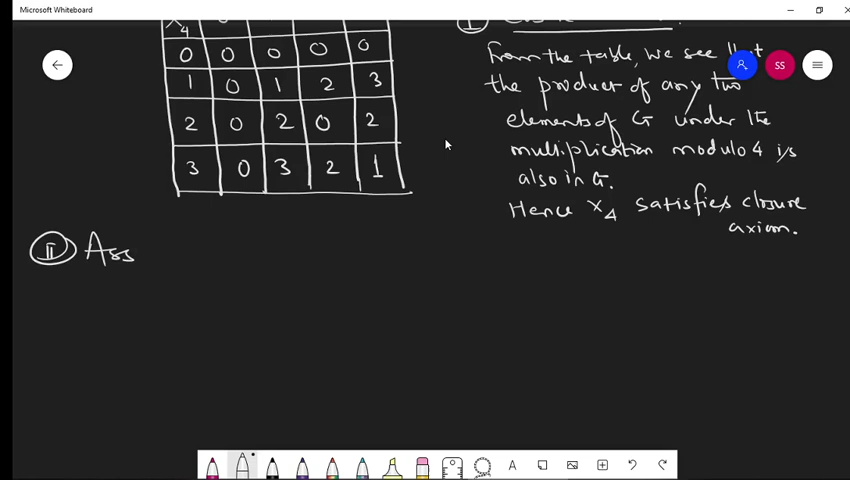 Microsoft Whiteboard
X4
0 0 0 0 0
1 0 1 2 3
2 0 2 0 2
3 0 3 2 1
From the table, we see that
the product of any two
elements of G under the
multiplication modulo 4 is
also in G.
Hence ×4 satisfies closure
axiom.
SS
II Ass
A